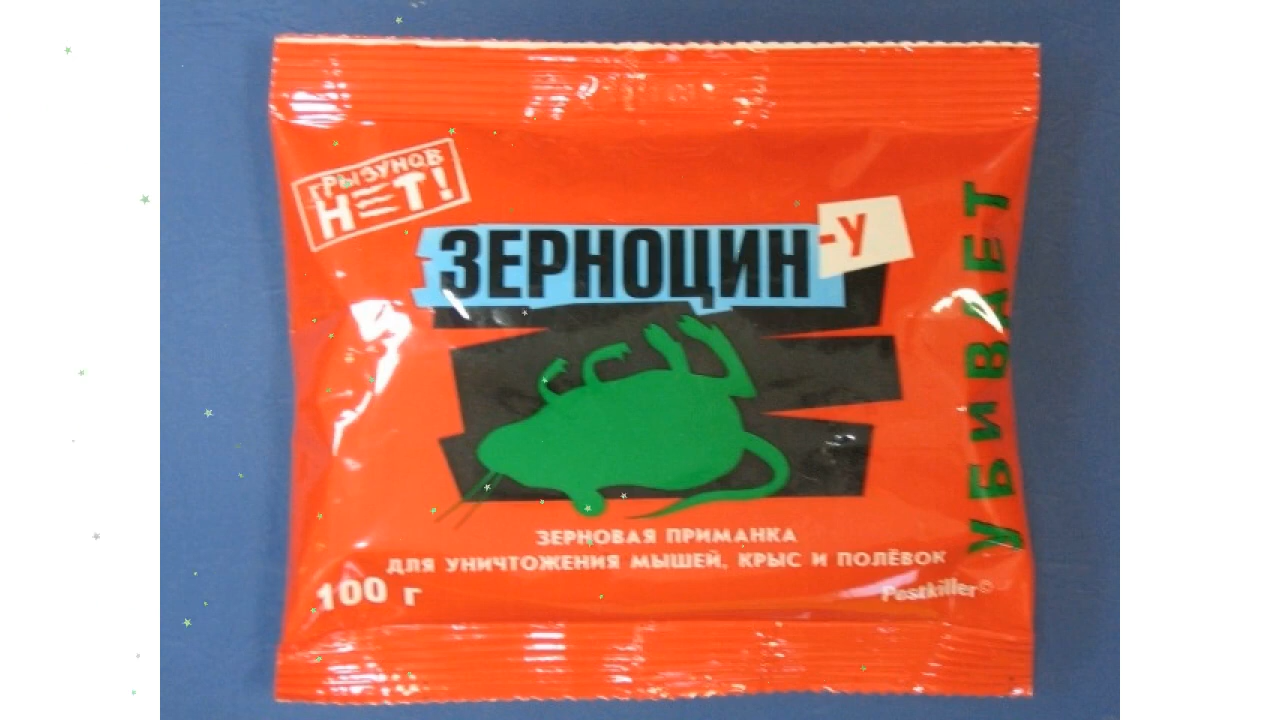 ГРЫЗУНОВ
НЕТ!
ЗЕРНОЦИН
-У
УБИВАЕТ
ЗЕРНОВАЯ ПРИМАНКА
ДЛЯ УНИЧТОЖЕНИЯ МЫШЕЙ, КРЫС И ПОЛЁВОК
100 г
Pestkiller©